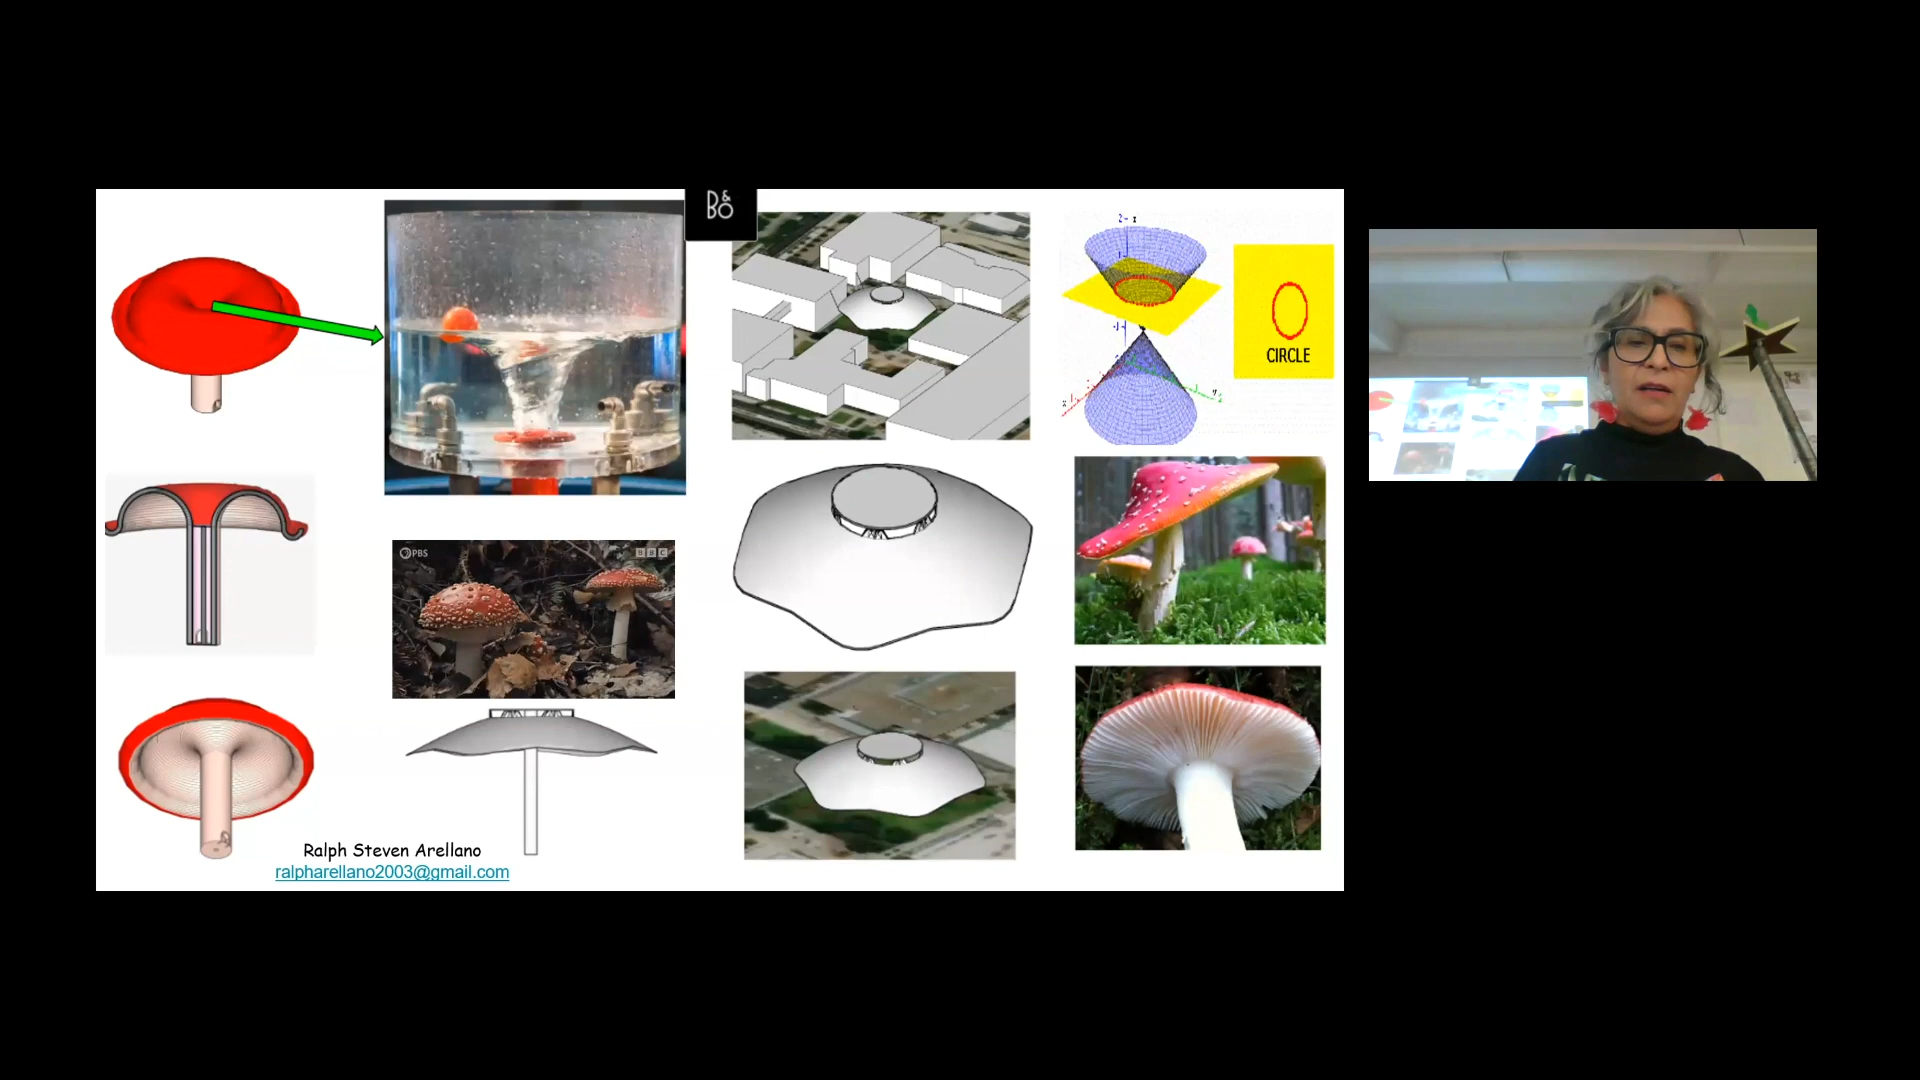 B&O
PBS
BBC
CIRCLE
Ralph Steven Arellano
ralpharellano2003@gmail.com